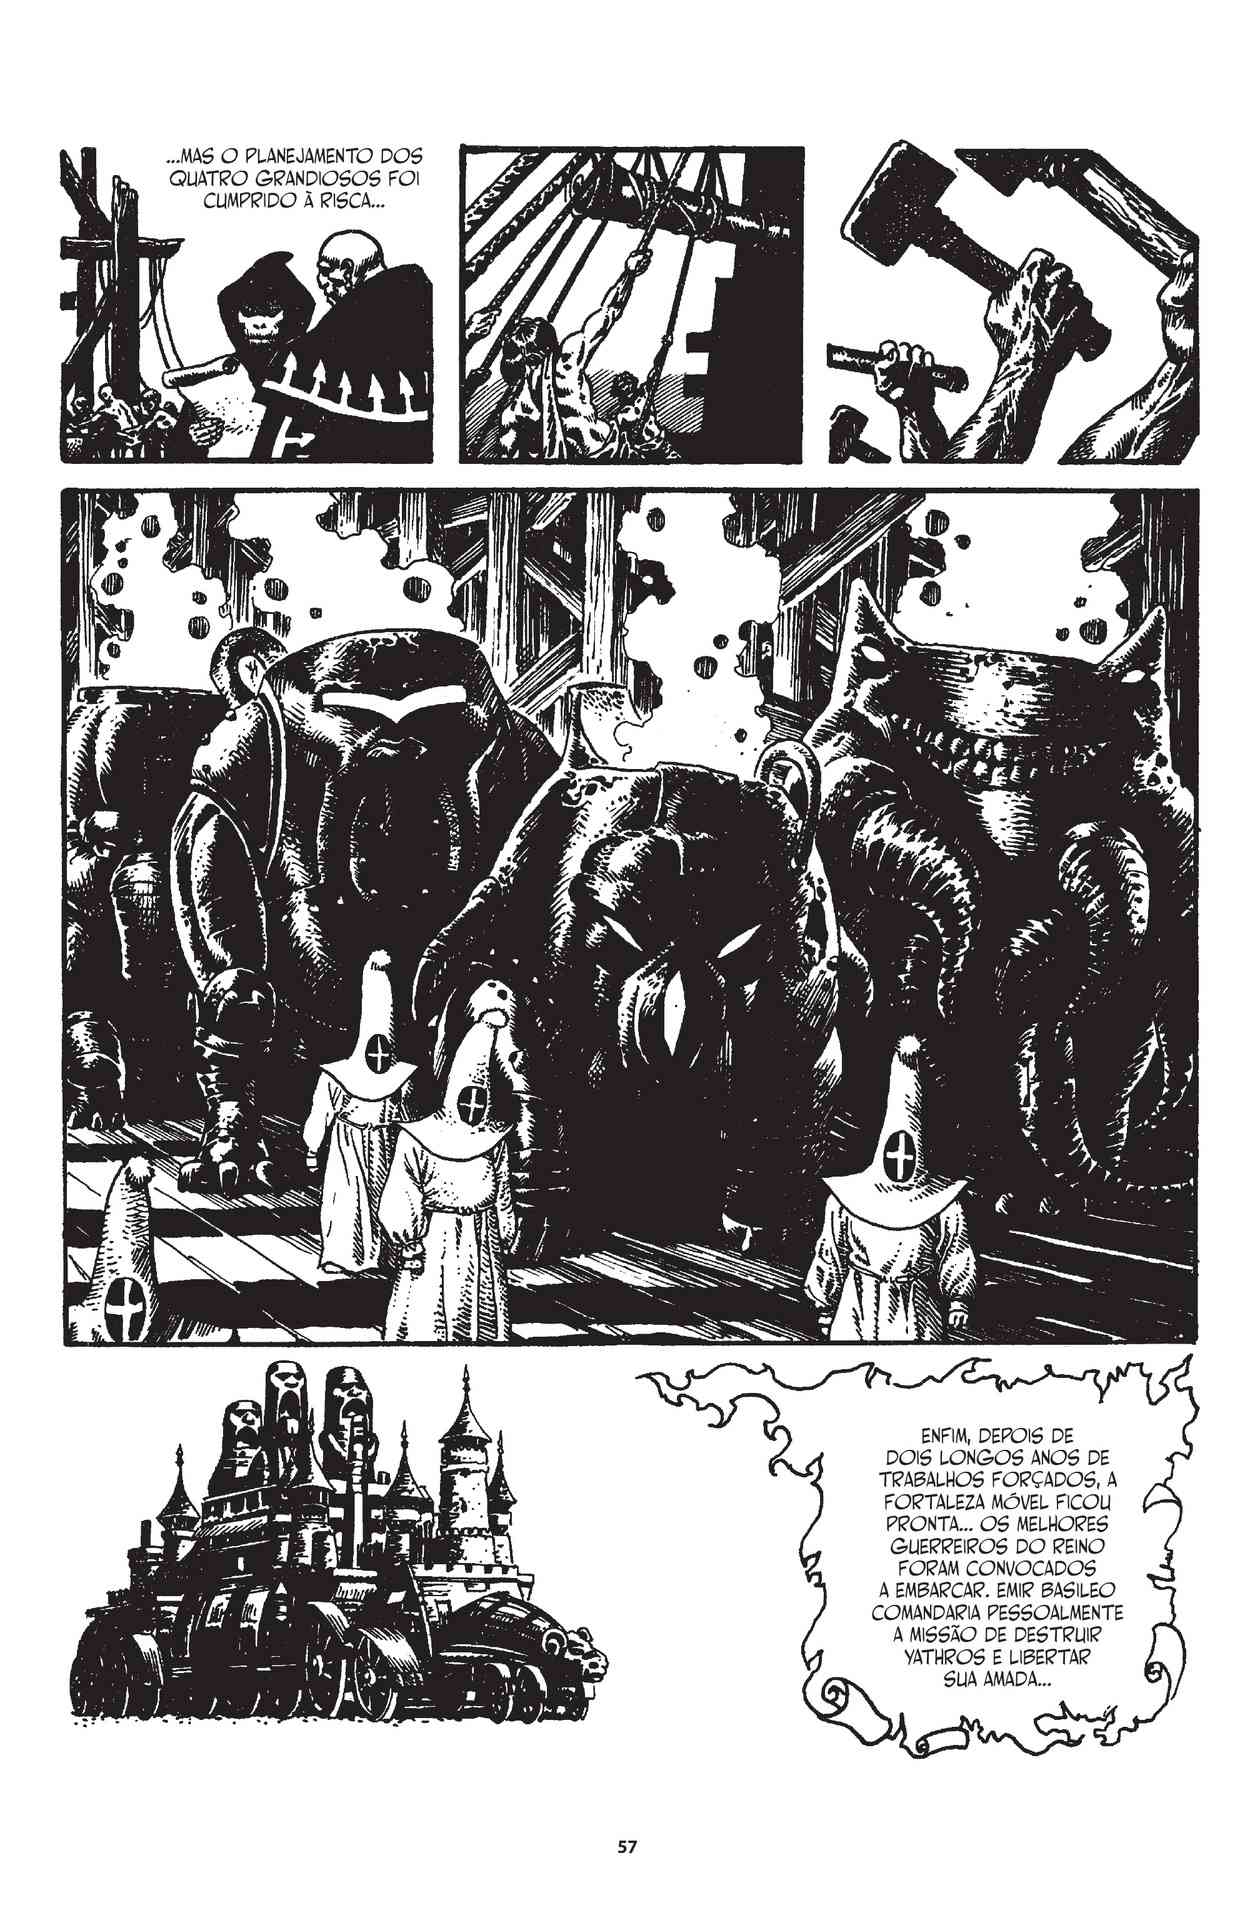 ...MAS O PLANEJAMENTO DOS
QUATRO GRANDIOSOS FOI
CUMPRIDO À RISCA...
ENFIM, DEPOIS DE
DOIS LONGOS ANOS DE
TRABALHOS FORÇADOS, A
FORTALEZA MÓVEL FICOU
PRONTA... OS MELHORES
GUERREIROS DO REINO
FORAM CONVOCADOS
A EMBARCAR. EMIR BASILEO
COMANDARIA PESSOALMENTE
A MISSÃO DE DESTRUIR
YATHROS E LIBERTAR
SUA AMADA...
57